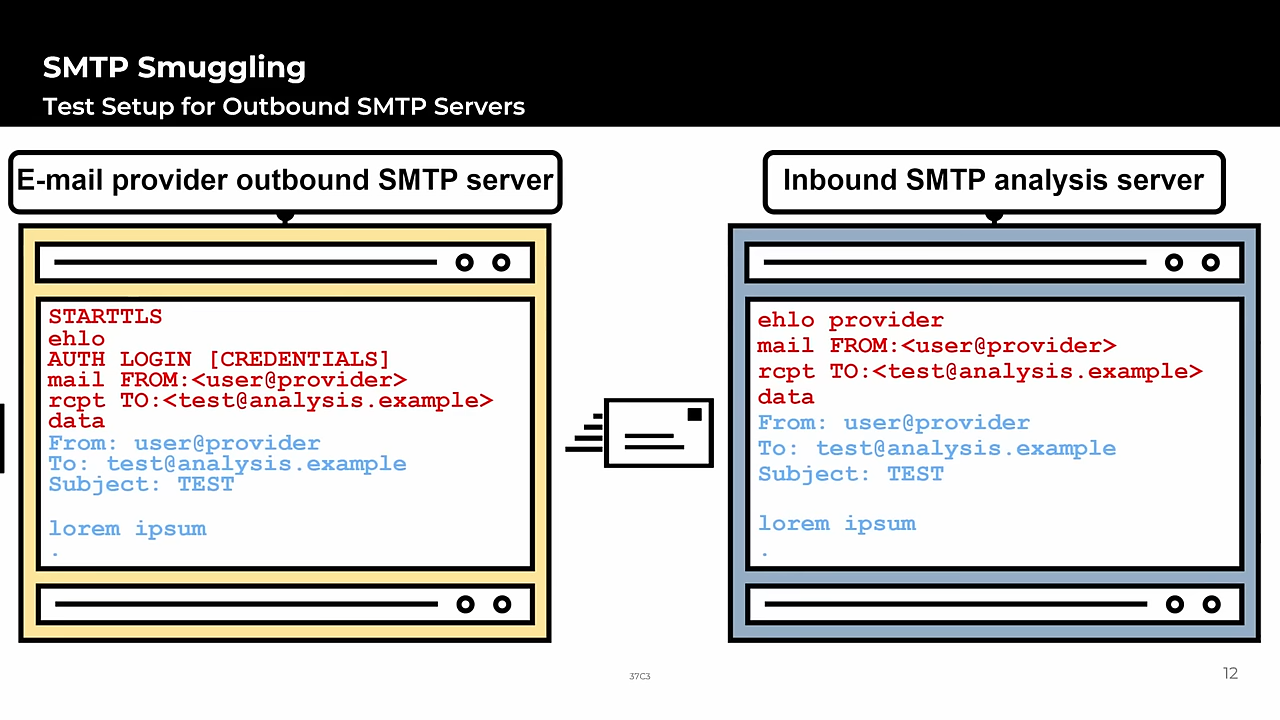 SMTP Smuggling
Test Setup for Outbound SMTP Servers
E-mail provider outbound SMTP server
STARTTLS
ehlo
AUTH LOGIN [CREDENTIALS]
mail FROM:<user@provider>
rcpt TO:<test@analysis.example>
data
From: user@provider
To: test@analysis.example
Subject: TEST
lorem ipsum
.
Inbound SMTP analysis server
ehlo provider
mail FROM:<user@provider>
rcpt TO:<test@analysis.example>
data
From: user@provider
To: test@analysis.example
Subject: TEST
lorem ipsum
.
37C3
12